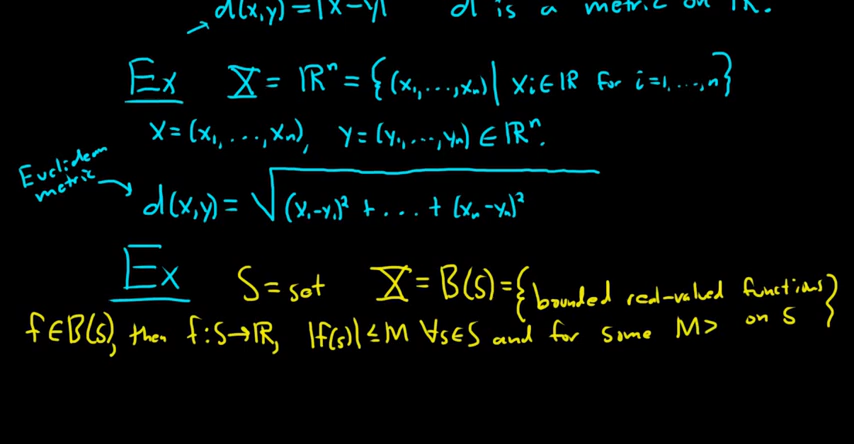 d(x,y) = |x-y| d is a metric on ℝ.
Ex X = ℝⁿ = {(x₁,...,xₙ) | xᵢ ∈ ℝ for i=1,...,n}
x = (x₁,...,xₙ), y = (y₁,...,yₙ) ∈ ℝⁿ.
Euclidean
metric
d(x,y) = √((x₁-y₁)² + ... + (xₙ-yₙ)²)
Ex S = set X = B(S) = {bounded real-valued functions on S}
f ∈ B(S), then f: S→ℝ, |f(s)| ≤ M ∀s∈S and for some M>